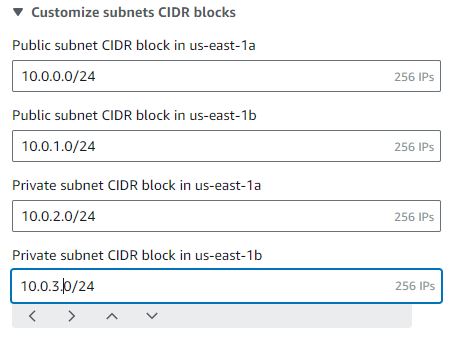 Customize subnets CIDR blocks
Public subnet CIDR block in us-east-1a
10.0.0.0/24 256 IPs
Public subnet CIDR block in us-east-1b
10.0.1.0/24 256 IPs
Private subnet CIDR block in us-east-1a
10.0.2.0/24 256 IPs
Private subnet CIDR block in us-east-1b
10.0.3.0/24 256 IPs